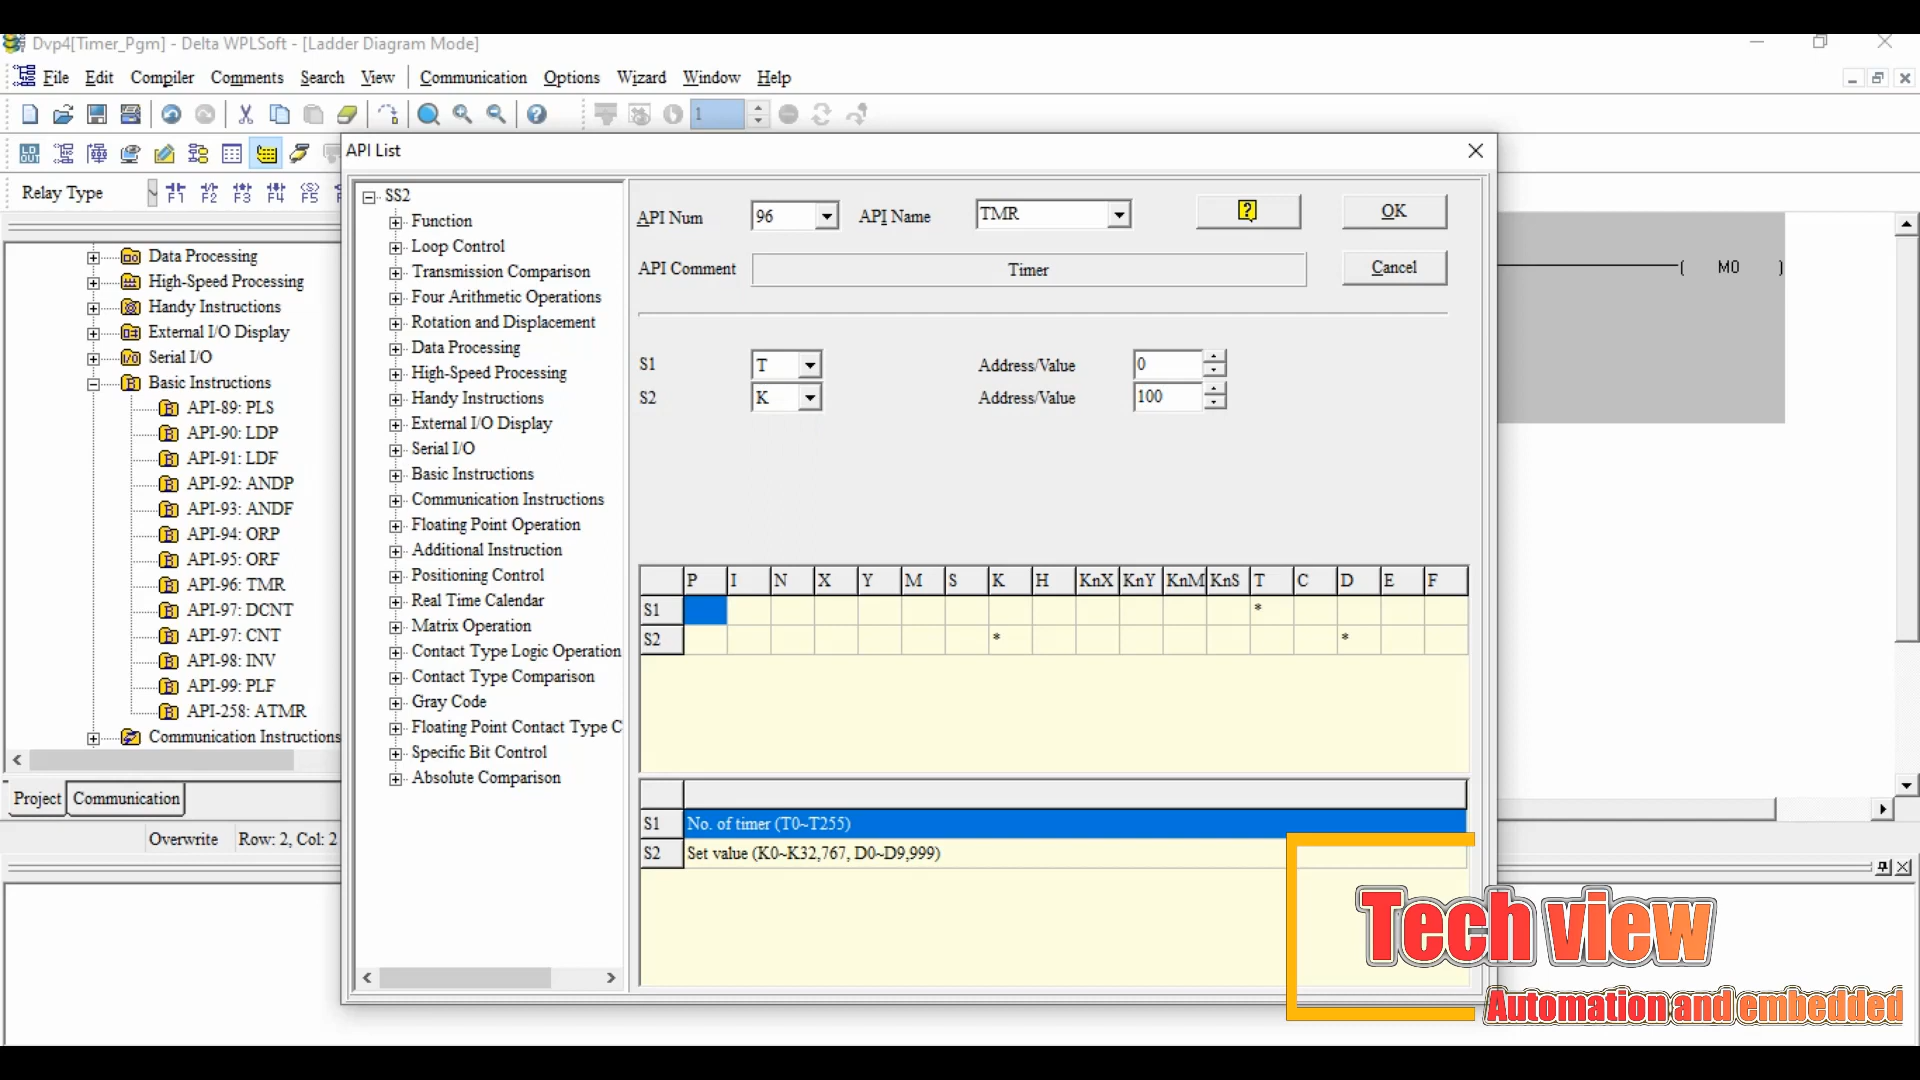 Dvp4[Timer_Pgm] - Delta WPLSoft - [Ladder Diagram Mode]
File Edit Compiler Comments Search View Communication Options Wizard Window Help
1
Relay Type F1 F2 F3 F4 F5
API List
Data Processing
High-Speed Processing
Handy Instructions
External I/O Display
Serial I/O
Basic Instructions
API-89: PLS
API-90: LDP
API-91: LDF
API-92: ANDP
API-93: ANDF
API-94: ORP
API-95: ORF
API-96: TMR
API-97: DCNT
API-97: CNT
API-98: INV
API-99: PLF
API-258: ATMR
Communication Instructions
Project Communication
Overwrite Row: 2, Col: 2
SS2
Function
Loop Control
Transmission Comparison
Four Arithmetic Operations
Rotation and Displacement
Data Processing
High-Speed Processing
Handy Instructions
External I/O Display
Serial I/O
Basic Instructions
Communication Instructions
Floating Point Operation
Additional Instruction
Positioning Control
Real Time Calendar
Matrix Operation
Contact Type Logic Operation
Contact Type Comparison
Gray Code
Floating Point Contact Type C
Specific Bit Control
Absolute Comparison
API Num 96 API Name TMR ? OK
API Comment Timer Cancel
S1 T Address/Value 0
S2 K Address/Value 100
P I N X Y M S K H KnX KnY KnM KnS T C D E F
S1 *
S2 * *
S1 No. of timer (T0~T255)
S2 Set value (K0~K32,767, D0~D9,999)
( M0 )
Tech view
Automation and embedded